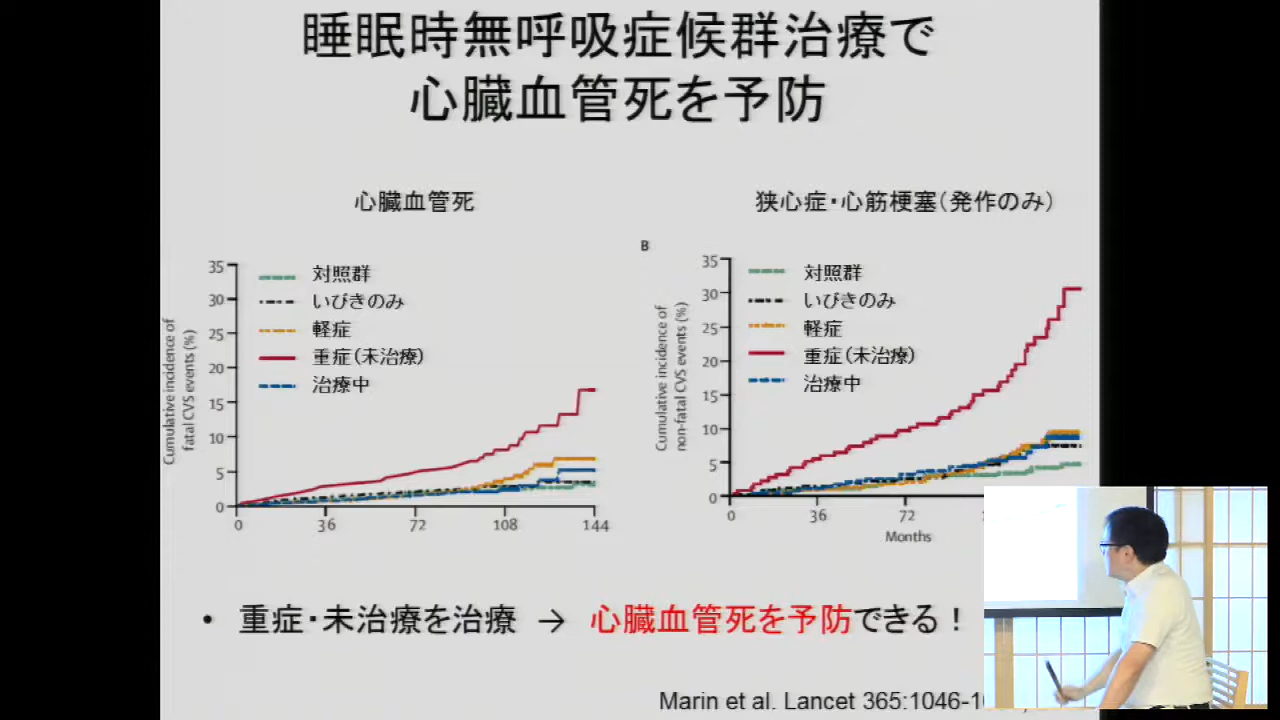 睡眠時無呼吸症候群治療で
心臓血管死を予防
心臓血管死
Cumulative incidence of
fatal CVS events (%)
35
30
25
20
15
10
5
0
対照群
いびきのみ
軽症
重症(未治療)
治療中
0 36 72 108 144
狭心症・心筋梗塞(発作のみ)
B
Cumulative incidence of
non-fatal CVS events (%)
35
30
25
20
15
10
5
0
対照群
いびきのみ
軽症
重症(未治療)
治療中
0 36 72
Months
• 重症・未治療を治療 → 心臓血管死を予防できる!
Marin et al. Lancet 365:1046-1